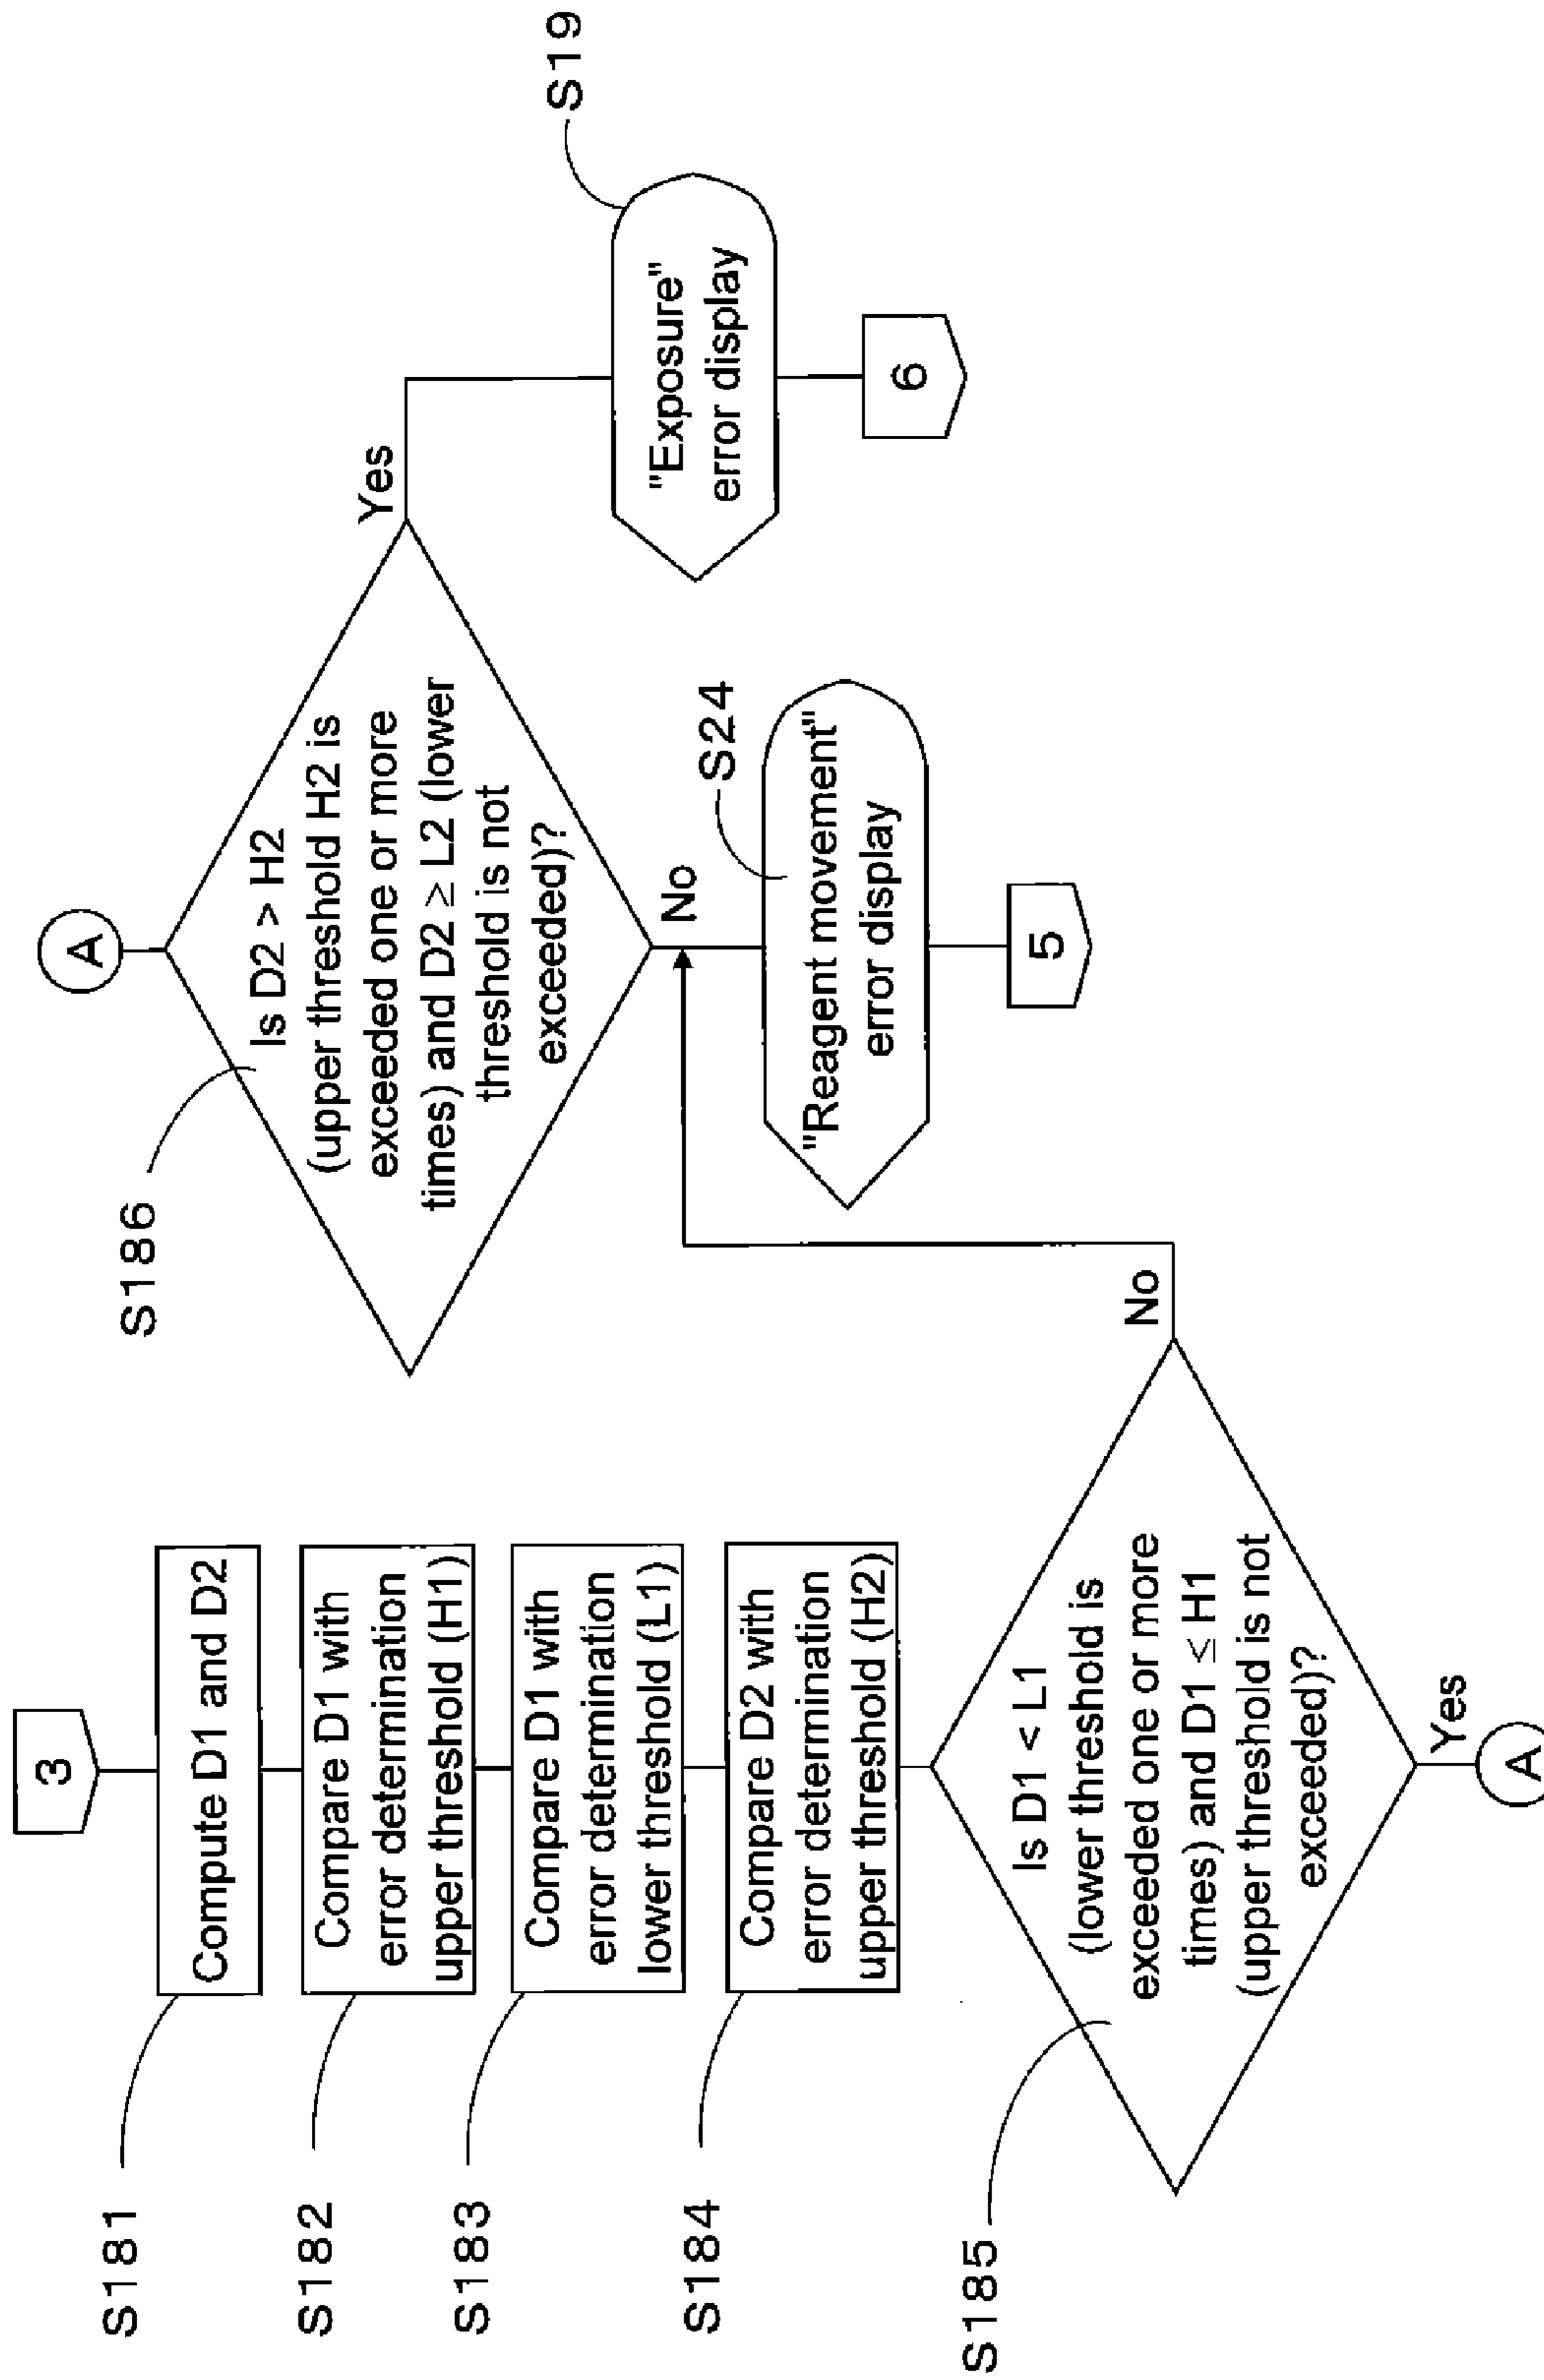 3
S181
Compute D1 and D2
S182
Compare D1 with
error determination
upper threshold (H1)
S183
Compare D1 with
error determination
lower threshold (L1)
S184
Compare D2 with
error determination
upper threshold (H2)
S185
Is D1 < L1
(lower threshold is
exceeded one or more
times) and D1 ≤ H1
(upper threshold is not
exceeded)?
No
Yes
A
A
S186
Is D2 > H2
(upper threshold H2 is
exceeded one or more
times) and D2 ≥ L2 (lower
threshold is not
exceeded)?
Yes
No
S24
"Reagent movement"
error display
5
S19
"Exposure"
error display
6